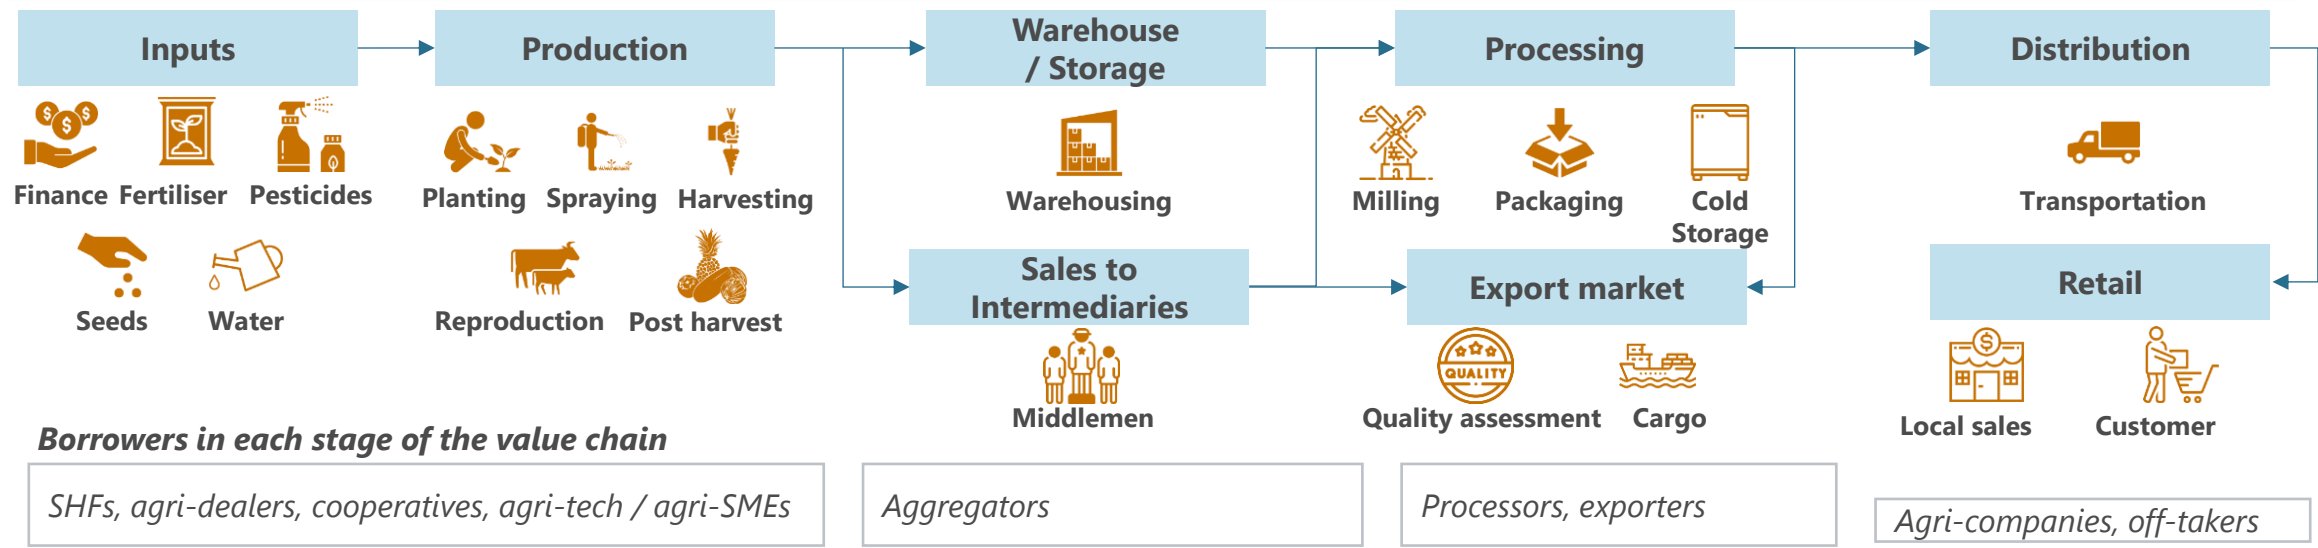 Inputs
Production
Warehouse
/ Storage
Processing
Distribution
Finance
Fertiliser
Pesticides
Planting
Spraying
Harvesting
Warehousing
Milling
Packaging
Cold
Storage
Transportation
Seeds
Water
Reproduction
Post harvest
Sales to
Intermediaries
Export market
Retail
QUALITY
Middlemen
Quality assessment
Cargo
Local sales
Customer
Borrowers in each stage of the value chain
SHFs, agri-dealers, cooperatives, agri-tech / agri-SMEs
Aggregators
Processors, exporters
Agri-companies, off-takers